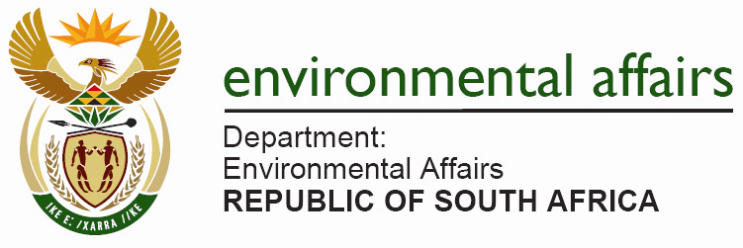 environmental affairs
Department:
Environmental Affairs
REPUBLIC OF SOUTH AFRICA
!KE E: /XARRA //KE